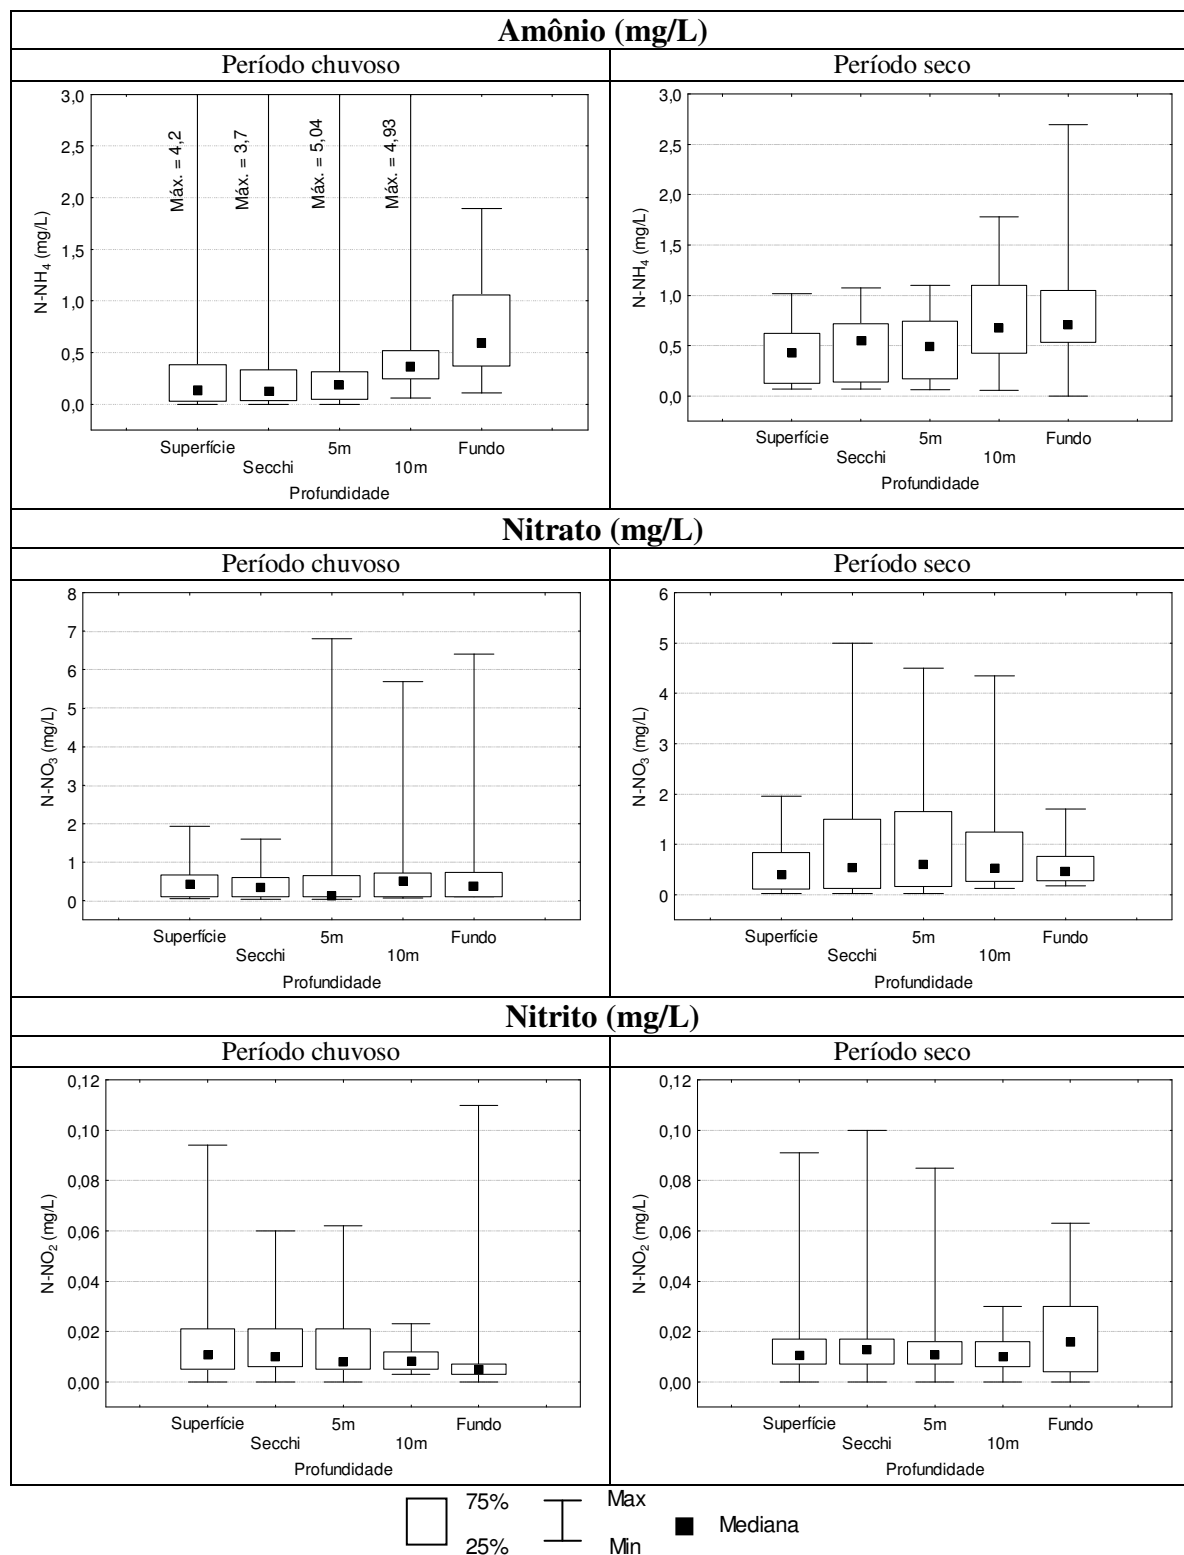 Amônio (mg/L)
Período chuvoso
Período seco
3,0
2,5
2,0
1,5
1,0
0,5
0,0
N-NH4 (mg/L)
Máx. = 4,2
Máx. = 3,7
Máx. = 5,04
Máx. = 4,93
Superfície
5m
Fundo
Secchi
10m
Profundidade
3,0
2,5
2,0
1,5
1,0
0,5
0,0
N-NH4 (mg/L)
Superfície
5m
Fundo
Secchi
10m
Profundidade
Nitrato (mg/L)
Período chuvoso
Período seco
8
7
6
5
4
3
2
1
0
N-NO3 (mg/L)
Superfície
5m
Fundo
Secchi
10m
Profundidade
6
5
4
3
2
1
0
N-NO3 (mg/L)
Superfície
5m
Fundo
Secchi
10m
Profundidade
Nitrito (mg/L)
Período chuvoso
Período seco
0,12
0,10
0,08
0,06
0,04
0,02
0,00
N-NO2 (mg/L)
Superfície
5m
Fundo
Secchi
10m
Profundidade
0,12
0,10
0,08
0,06
0,04
0,02
0,00
N-NO2 (mg/L)
Superfície
5m
Fundo
Secchi
10m
Profundidade
75%
25%
Max
Min
Mediana